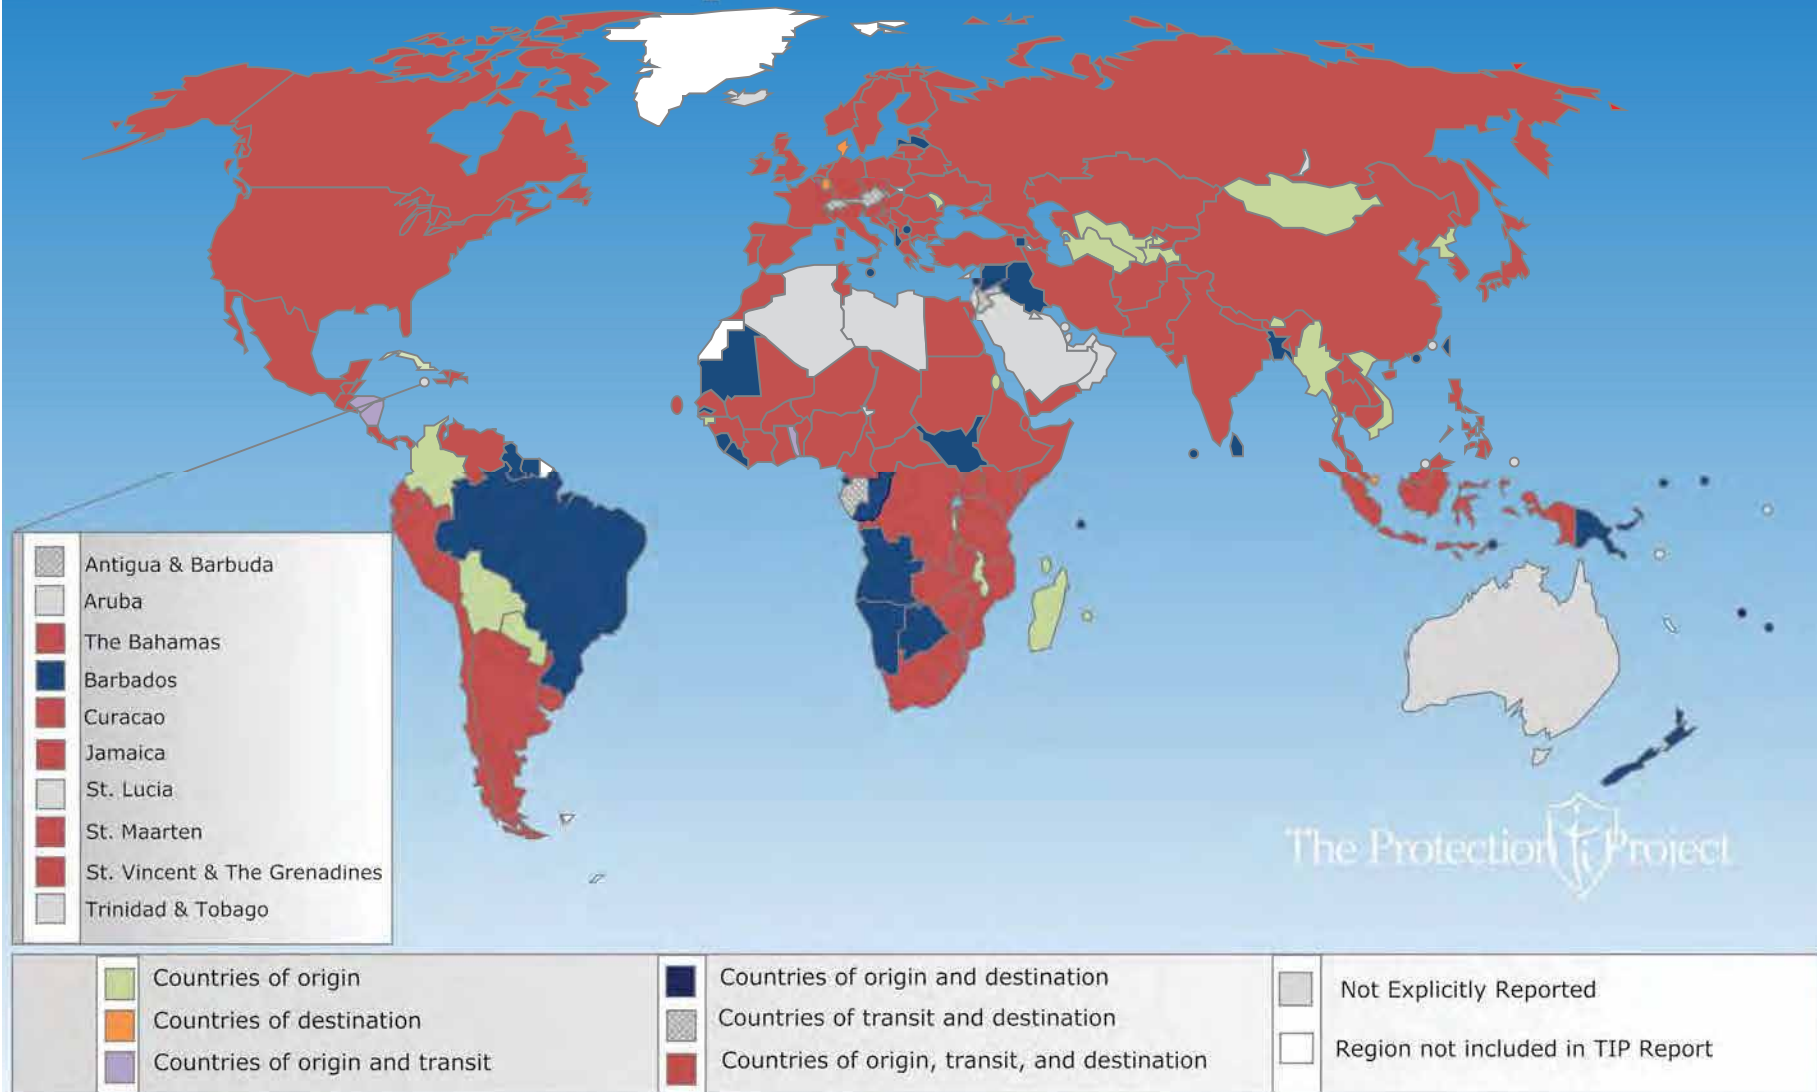 The Protection Project
Antigua & Barbuda
Aruba
The Bahamas
Barbados
Curacao
Jamaica
St. Lucia
St. Maarten
St. Vincent & The Grenadines
Trinidad & Tobago
Countries of origin
Countries of destination
Countries of origin and transit
Countries of origin and destination
Countries of transit and destination
Countries of origin, transit, and destination
Not Explicitly Reported
Region not included in TIP Report